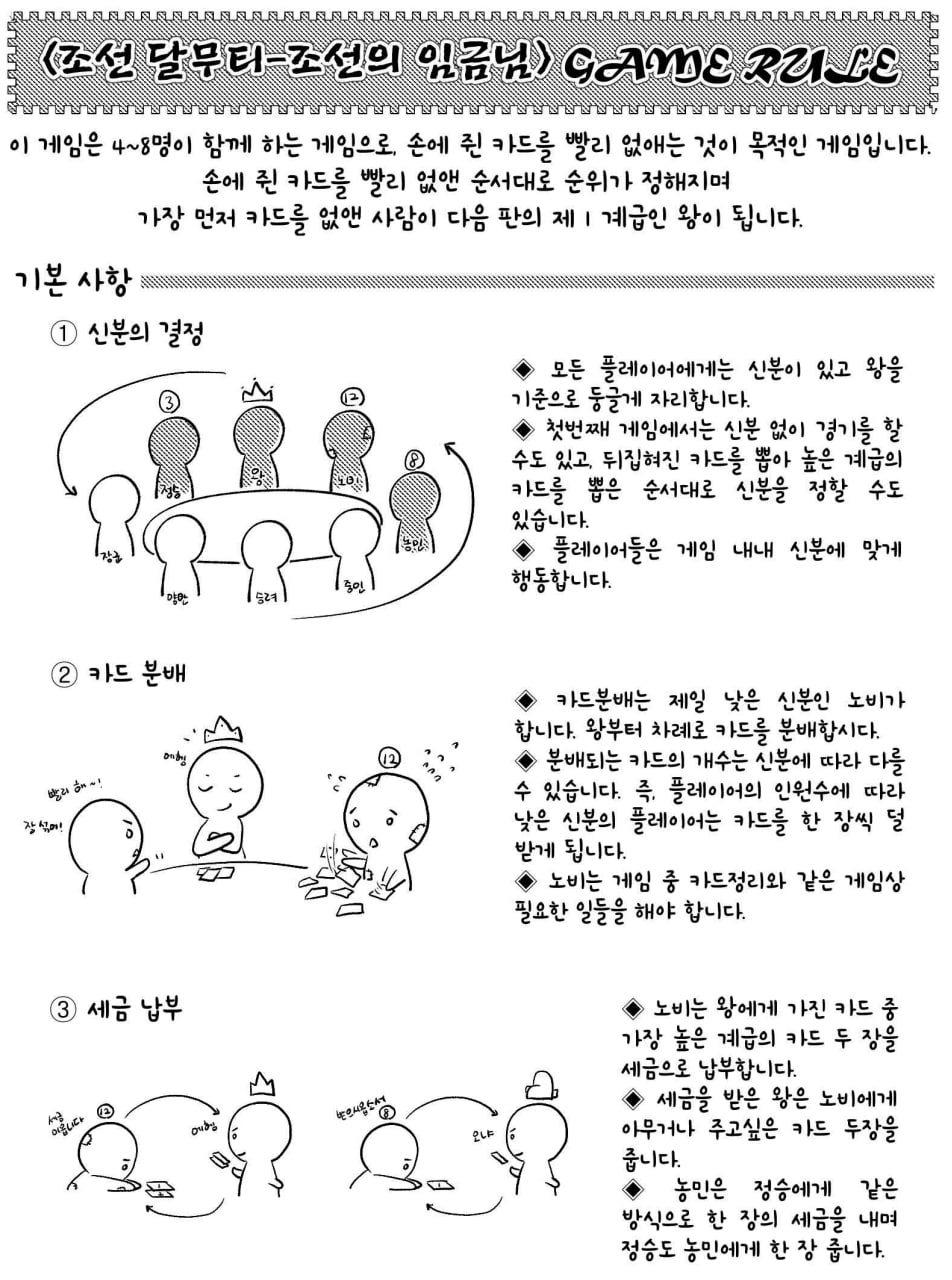 〈조선 달무티-조선의 임금님〉 GAME RULE
이 게임은 4~8명이 함께 하는 게임으로, 손에 쥔 카드를 빨리 없애는 것이 목적인 게임입니다.
손에 쥔 카드를 빨리 없앤 순서대로 순위가 정해지며
가장 먼저 카드를 없앤 사람이 다음 판의 제 1 계급인 왕이 됩니다.
기본 사항
① 신분의 결정
③
⑫
⑧
정승
왕
노비
농민
장군
양반
승려
중인
◈ 모든 플레이어에게는 신분이 있고 왕을
기준으로 둥글게 자리합니다.
◈ 첫번째 게임에서는 신분 없이 경기를 할
수도 있고, 뒤집혀진 카드를 뽑아 높은 계급의
카드를 뽑은 순서대로 신분을 정할 수도
있습니다.
◈ 플레이어들은 게임 내내 신분에 맞게
행동합니다.
② 카드 분배
에헴
⑫
빨리 해~!
잘 섞어!
◈ 카드분배는 제일 낮은 신분인 노비가
합니다. 왕부터 차례로 카드를 분배합시다.
◈ 분배되는 카드의 개수는 신분에 따라 다를
수 있습니다. 즉, 플레이어의 인원수에 따라
낮은 신분의 플레이어는 카드를 한 장씩 덜
받게 됩니다.
◈ 노비는 게임 중 카드정리와 같은 게임상
필요한 일들을 해야 합니다.
③ 세금 납부
⑫
세금
이옵니다
에헴
받으시옵소서
⑧
오냐
◈ 노비는 왕에게 가진 카드 중
가장 높은 계급의 카드 두 장을
세금으로 납부합니다.
◈ 세금을 받은 왕은 노비에게
아무거나 주고싶은 카드 두장을
줍니다.
◈ 농민은 정승에게 같은
방식으로 한 장의 세금을 내며
정승도 농민에게 한 장 줍니다.